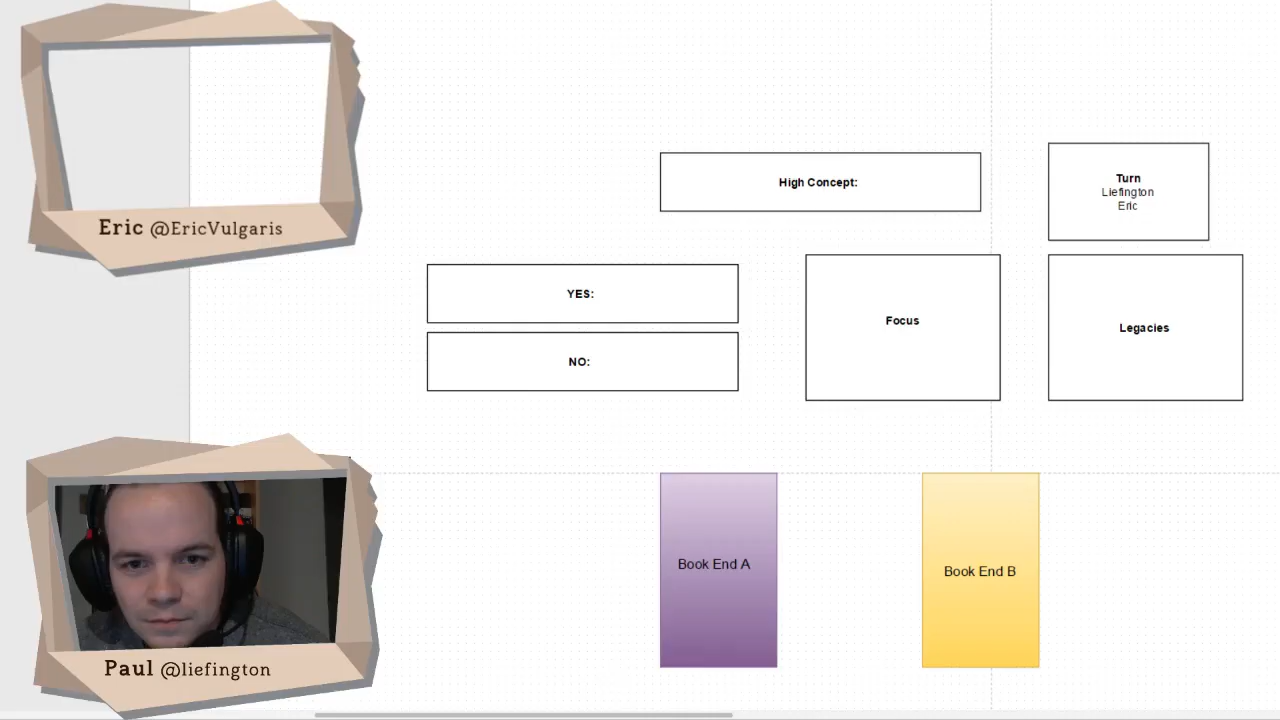 High Concept:
Turn
Liefington
Eric
Eric @EricVulgaris
YES:
NO:
Focus
Legacies
Book End A
Book End B
Paul @liefington